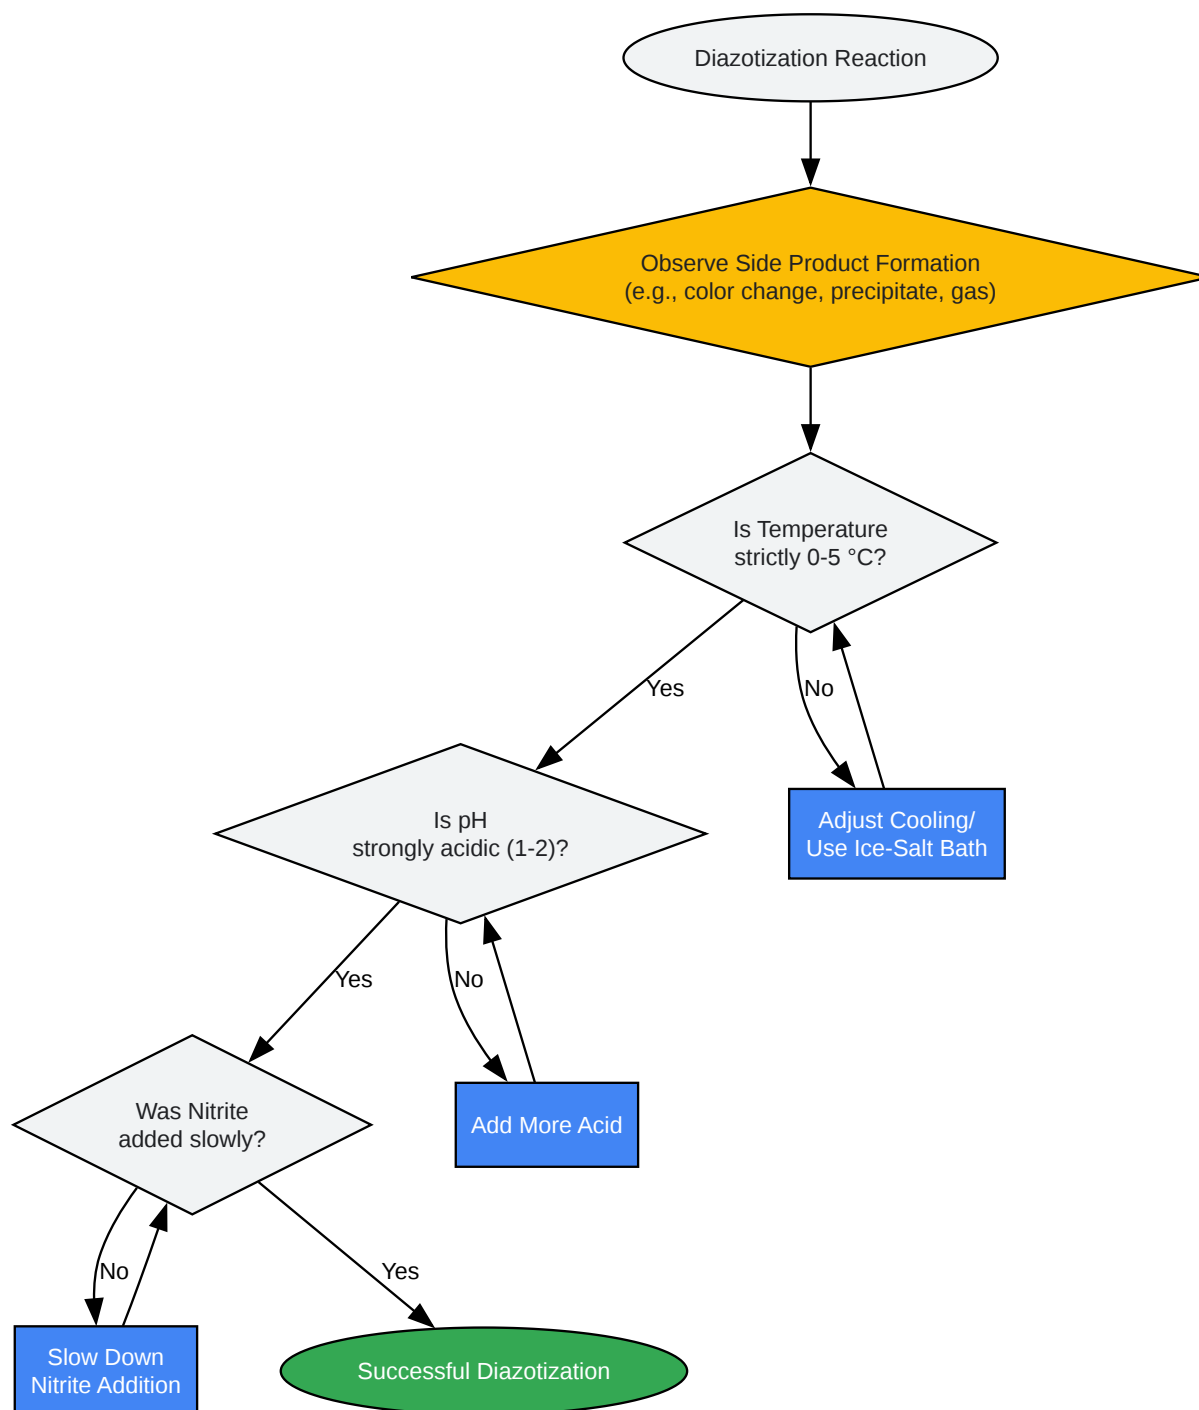 Diazotization Reaction
Observe Side Product Formation
(e.g., color change, precipitate, gas)
Is Temperature
strictly 0-5 °C?
Yes
No
Is pH
strongly acidic (1-2)?
Adjust Cooling/
Use Ice-Salt Bath
Yes
No
Was Nitrite
added slowly?
Add More Acid
No
Yes
Slow Down
Nitrite Addition
Successful Diazotization